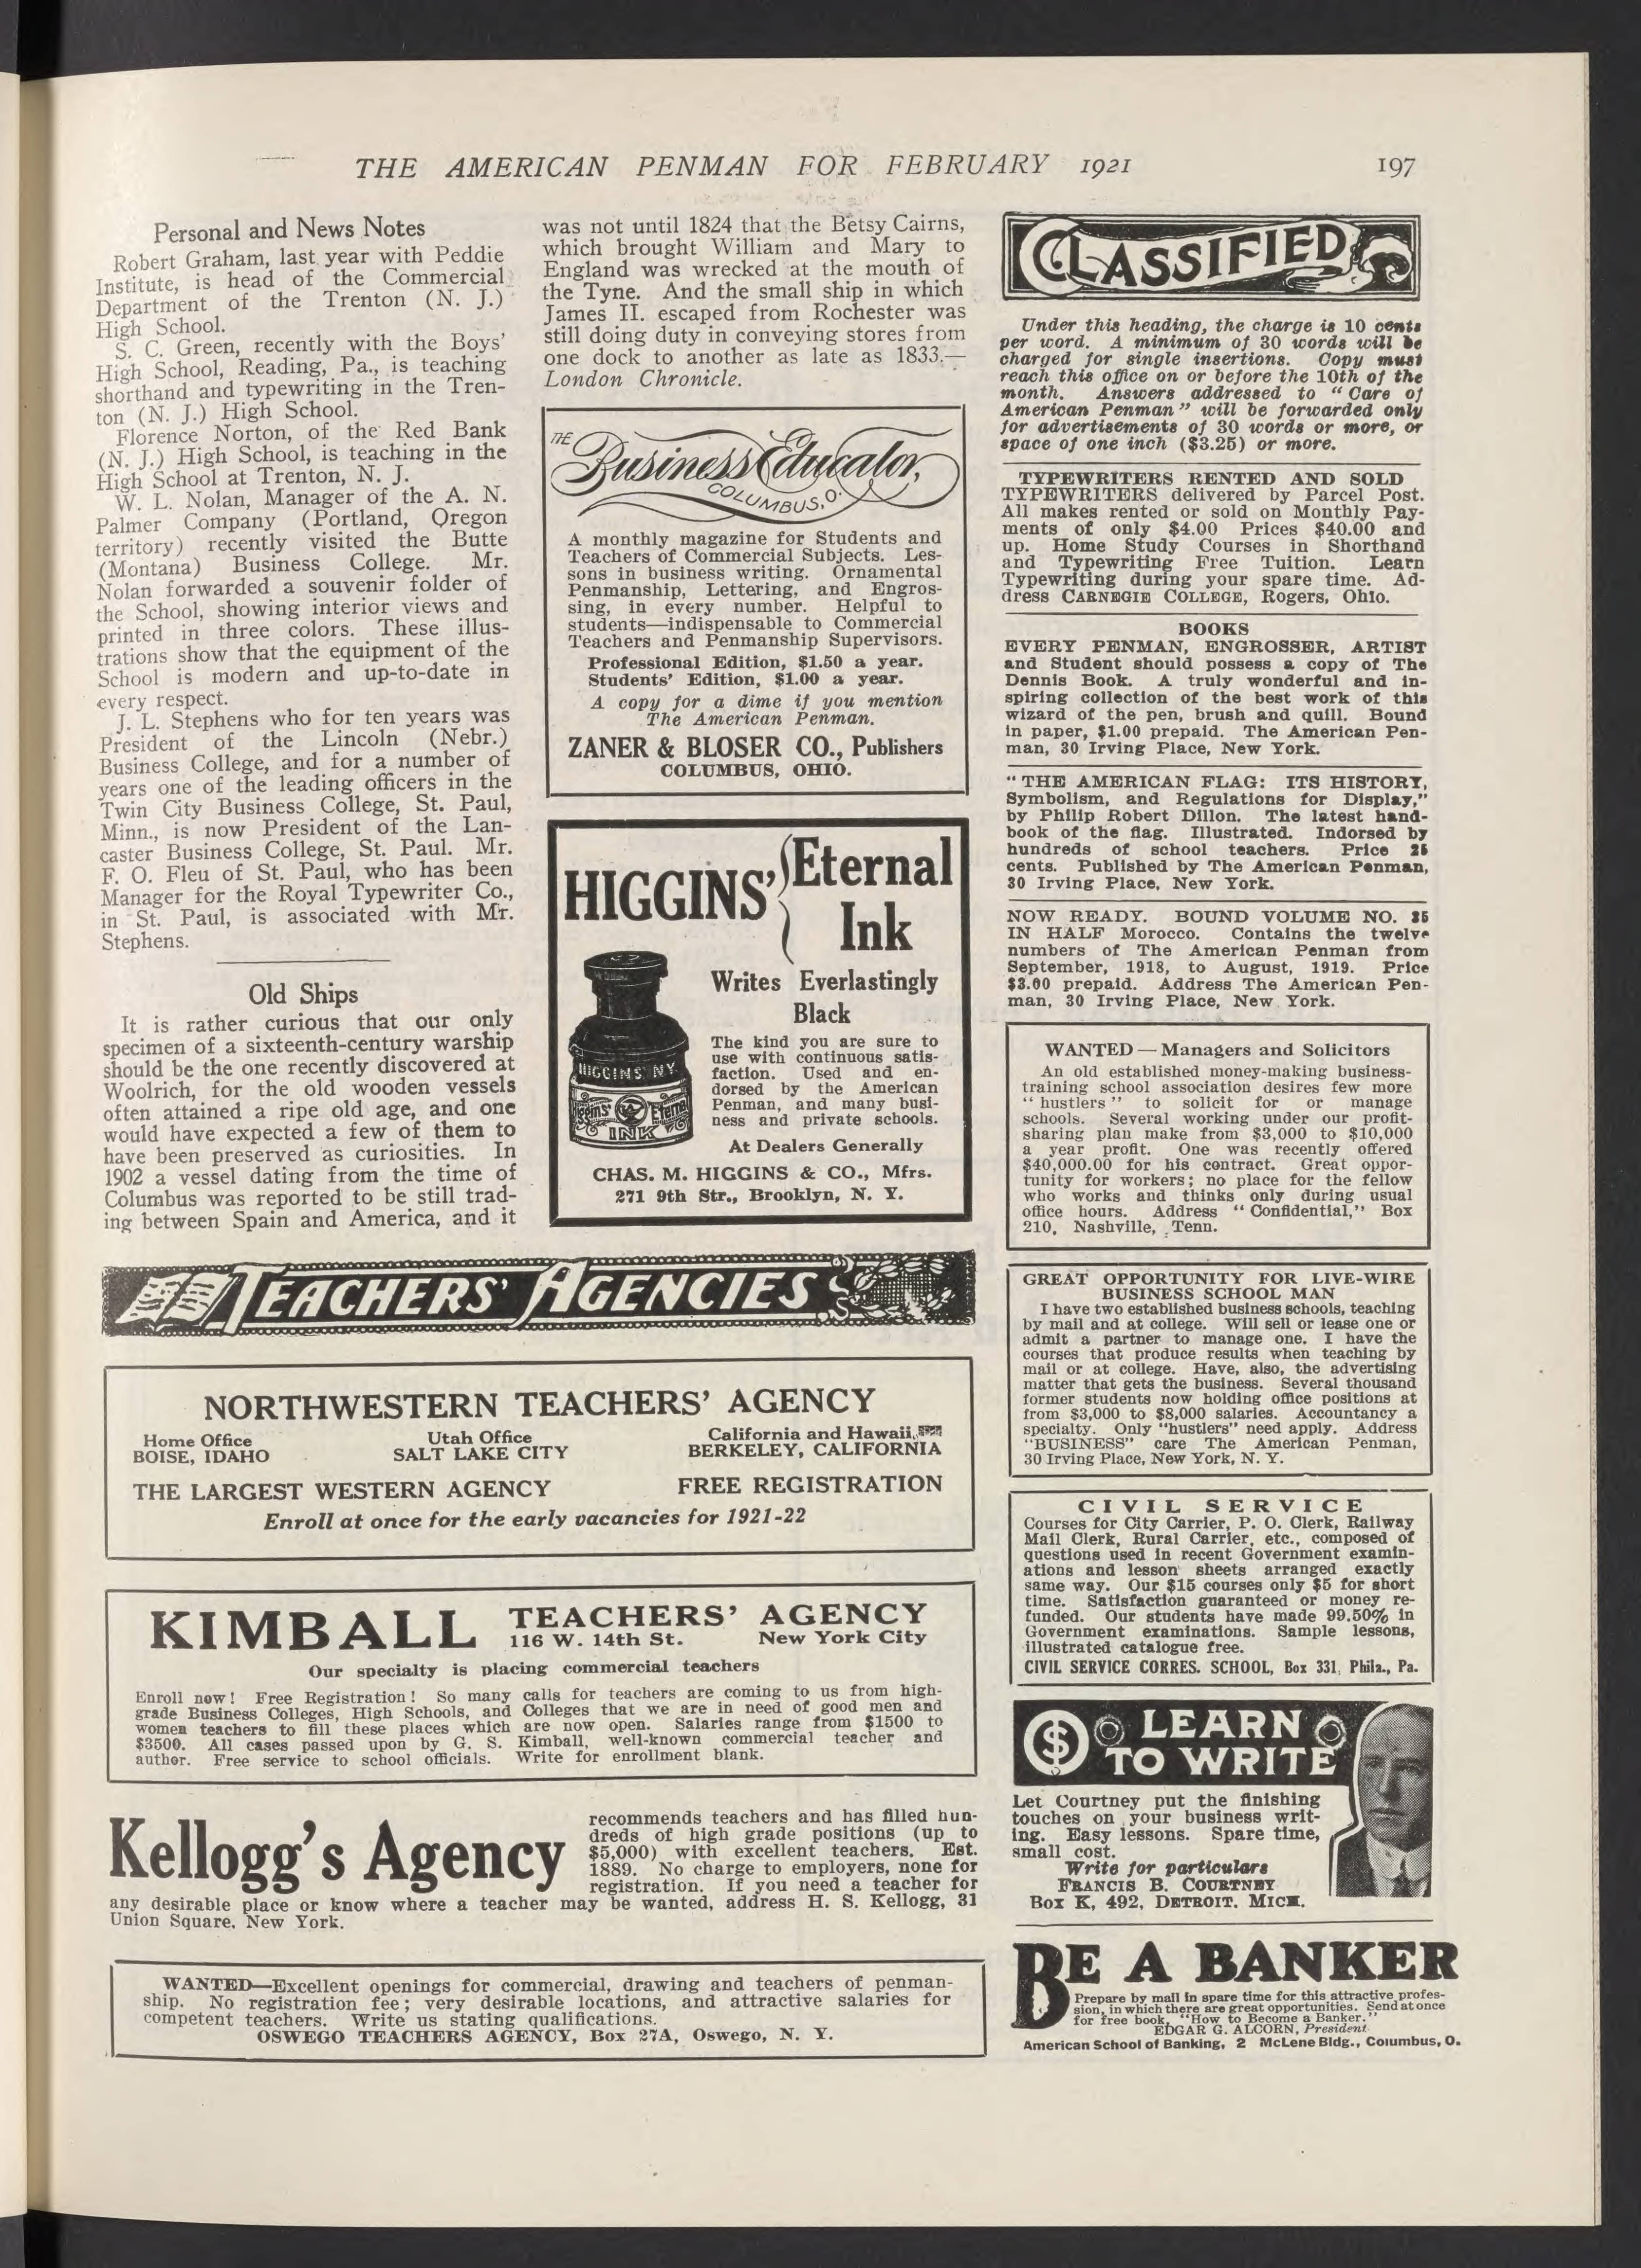 THE AMERICAN PENMAN FOR FEBRUARY 1921 197
Personal and News Notes
Robert Graham, last year with Peddie
Institute, is head of the Commercial
Department of the Trenton (N. J.)
High School.
S. C. Green, recently with the Boys'
High School, Reading, Pa., is teaching
shorthand and typewriting in the Tren-
ton (N. J.) High School.
Florence Norton, of the Red Bank
(N. J.) High School, is teaching in the
High School at Trenton, N. J.
W. L. Nolan, Manager of the A. N.
Palmer Company (Portland, Oregon
territory) recently visited the Butte
(Montana) Business College. Mr.
Nolan forwarded a souvenir folder of
the School, showing interior views and
printed in three colors. These illus-
trations show that the equipment of the
School is modern and up-to-date in
every respect.
J. L. Stephens who for ten years was
President of the Lincoln (Nebr.)
Business College, and for a number of
years one of the leading officers in the
Twin City Business College, St. Paul,
Minn., is now President of the Lan-
caster Business College, St. Paul. Mr.
F. O. Fleu of St. Paul, who has been
Manager for the Royal Typewriter Co.,
in St. Paul, is associated with Mr.
Stephens.
Old Ships
It is rather curious that our only
specimen of a sixteenth-century warship
should be the one recently discovered at
Woolrich, for the old wooden vessels
often attained a ripe old age, and one
would have expected a few of them to
have been preserved as curiosities. In
1902 a vessel dating from the time of
Columbus was reported to be still trad-
ing between Spain and America, and it
was not until 1824 that the Betsy Cairns,
which brought William and Mary to
England was wrecked at the mouth of
the Tyne. And the small ship in which
James II. escaped from Rochester was
still doing duty in conveying stores from
one dock to another as late as 1833.—
London Chronicle.
THE
Business Educator,
COLUMBUS, O.
A monthly magazine for Students and
Teachers of Commercial Subjects. Les-
sons in business writing. Ornamental
Penmanship, Lettering, and Engros-
sing, in every number. Helpful to
students—indispensable to Commercial
Teachers and Penmanship Supervisors.
Professional Edition, $1.50 a year.
Students' Edition, $1.00 a year.
A copy for a dime if you mention
The American Penman.
ZANER & BLOSER CO., Publishers
COLUMBUS, OHIO.
HIGGINS' Eternal
Ink
Writes Everlastingly
Black
The kind you are sure to
use with continuous satis-
faction. Used and en-
dorsed by the American
Penman, and many busi-
ness and private schools.
HIGGINS' NY.
Higgins' Eternal
INK
At Dealers Generally
CHAS. M. HIGGINS & CO., Mfrs.
271 9th Str., Brooklyn, N. Y.
TEACHERS' AGENCIES
NORTHWESTERN TEACHERS' AGENCY
Home Office Utah Office California and Hawaii,
BOISE, IDAHO SALT LAKE CITY BERKELEY, CALIFORNIA
THE LARGEST WESTERN AGENCY FREE REGISTRATION
Enroll at once for the early vacancies for 1921-22
KIMBALL TEACHERS' AGENCY
116 W. 14th St. New York City
Our specialty is placing commercial teachers
Enroll now! Free Registration! So many calls for teachers are coming to us from high-
grade Business Colleges, High Schools, and Colleges that we are in need of good men and
women teachers to fill these places which are now open. Salaries range from $1500 to
$3500. All cases passed upon by G. S. Kimball, well-known commercial teacher and
author. Free service to school officials. Write for enrollment blank.
Kellogg's Agency recommends teachers and has filled hun-
dreds of high grade positions (up to
$5,000) with excellent teachers. Est.
1889. No charge to employers, none for
registration. If you need a teacher for
any desirable place or know where a teacher may be wanted, address H. S. Kellogg, 31
Union Square, New York.
WANTED—Excellent openings for commercial, drawing and teachers of penman-
ship. No registration fee; very desirable locations, and attractive salaries for
competent teachers. Write us stating qualifications.
OSWEGO TEACHERS AGENCY, Box 27A, Oswego, N. Y.
CLASSIFIED
Under this heading, the charge is 10 cents
per word. A minimum of 30 words will be
charged for single insertions. Copy must
reach this office on or before the 10th of the
month. Answers addressed to "Care of
American Penman" will be forwarded only
for advertisements of 30 words or more, or
space of one inch ($3.25) or more.
TYPEWRITERS RENTED AND SOLD
TYPEWRITERS delivered by Parcel Post.
All makes rented or sold on Monthly Pay-
ments of only $4.00 Prices $40.00 and
up. Home Study Courses in Shorthand
and Typewriting Free Tuition. Learn
Typewriting during your spare time. Ad-
dress CARNEGIE COLLEGE, Rogers, Ohio.
BOOKS
EVERY PENMAN, ENGROSSER, ARTIST
and Student should possess a copy of The
Dennis Book. A truly wonderful and in-
spiring collection of the best work of this
wizard of the pen, brush and quill. Bound
in paper, $1.00 prepaid. The American Pen-
man, 30 Irving Place, New York.
"THE AMERICAN FLAG: ITS HISTORY,
Symbolism, and Regulations for Display,"
by Philip Robert Dillon. The latest hand-
book of the flag. Illustrated. Indorsed by
hundreds of school teachers. Price 25
cents. Published by The American Penman,
30 Irving Place, New York.
NOW READY. BOUND VOLUME NO. 35
IN HALF Morocco. Contains the twelve
numbers of The American Penman from
September, 1918, to August, 1919. Price
$3.00 prepaid. Address The American Pen-
man, 30 Irving Place, New York.
WANTED — Managers and Solicitors
An old established money-making business-
training school association desires few more
"hustlers" to solicit for or manage
schools. Several working under our profit-
sharing plan make from $3,000 to $10,000
a year profit. One was recently offered
$40,000.00 for his contract. Great oppor-
tunity for workers; no place for the fellow
who works and thinks only during usual
office hours. Address "Confidential," Box
210, Nashville, Tenn.
GREAT OPPORTUNITY FOR LIVE-WIRE
BUSINESS SCHOOL MAN
I have two established business schools, teaching
by mail and at college. Will sell or lease one or
admit a partner to manage one. I have the
courses that produce results when teaching by
mail or at college. Have, also, the advertising
matter that gets the business. Several thousand
former students now holding office positions at
from $3,000 to $8,000 salaries. Accountancy a
specialty. Only "hustlers" need apply. Address
"BUSINESS" care The American Penman,
30 Irving Place, New York, N. Y.
CIVIL SERVICE
Courses for City Carrier, P. O. Clerk, Railway
Mail Clerk, Rural Carrier, etc., composed of
questions used in recent Government examin-
ations and lesson sheets arranged exactly
same way. Our $15 courses only $5 for short
time. Satisfaction guaranteed or money re-
funded. Our students have made 99.50% in
Government examinations. Sample lessons,
illustrated catalogue free.
CIVIL SERVICE CORRES. SCHOOL, Box 331, Phila., Pa.
$ LEARN
TO WRITE
Let Courtney put the finishing
touches on your business writ-
ing. Easy lessons. Spare time,
small cost.
Write for particulars
FRANCIS B. COURTNEY
Box K, 492, DETROIT. MICH.
BE A BANKER
Prepare by mail in spare time for this attractive profes-
sion, in which there are great opportunities. Send at once
for free book, "How to Become a Banker."
EDGAR G. ALCORN, President
American School of Banking, 2 McLene Bldg., Columbus, O.